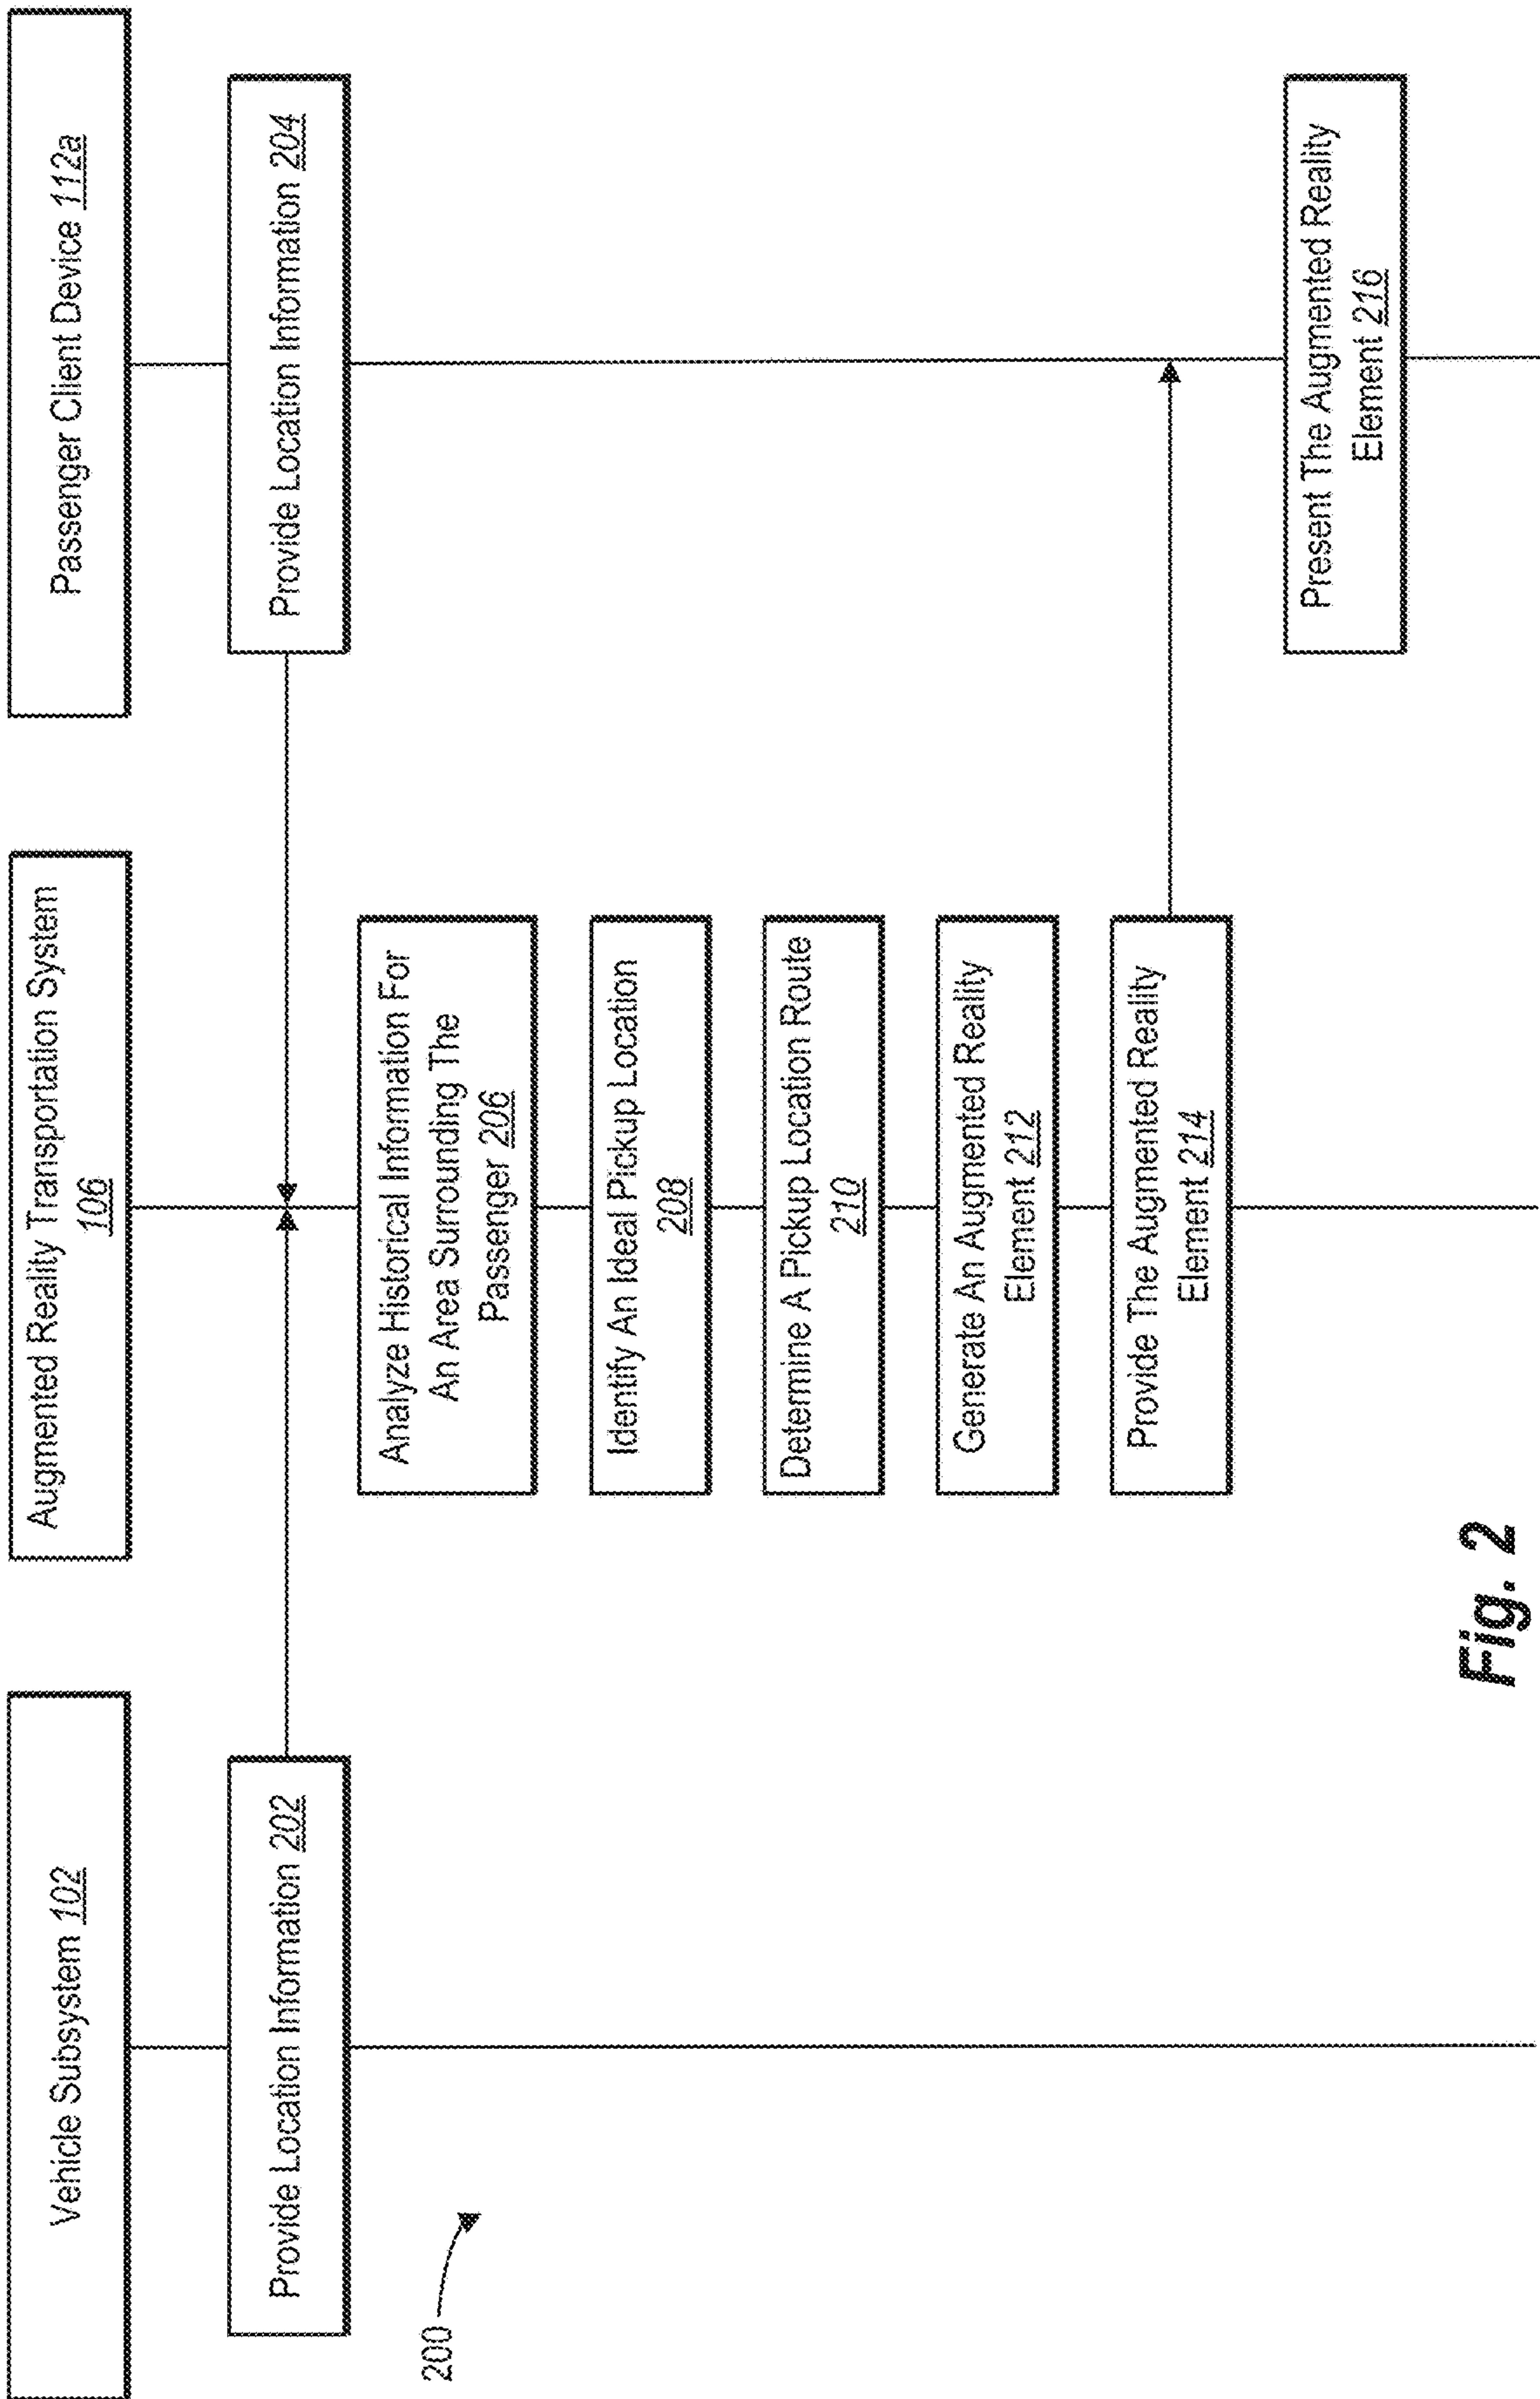 Vehicle Subsystem 102
Augmented Reality Transportation System
106
Passenger Client Device 112a
Provide Location Information 202
Provide Location Information 204
200
Analyze Historical Information For
An Area Surrounding The
Passenger 206
Identify An Ideal Pickup Location
208
Determine A Pickup Location Route
210
Generate An Augmented Reality
Element 212
Provide The Augmented Reality
Element 214
Present The Augmented Reality
Element 216
Fig. 2